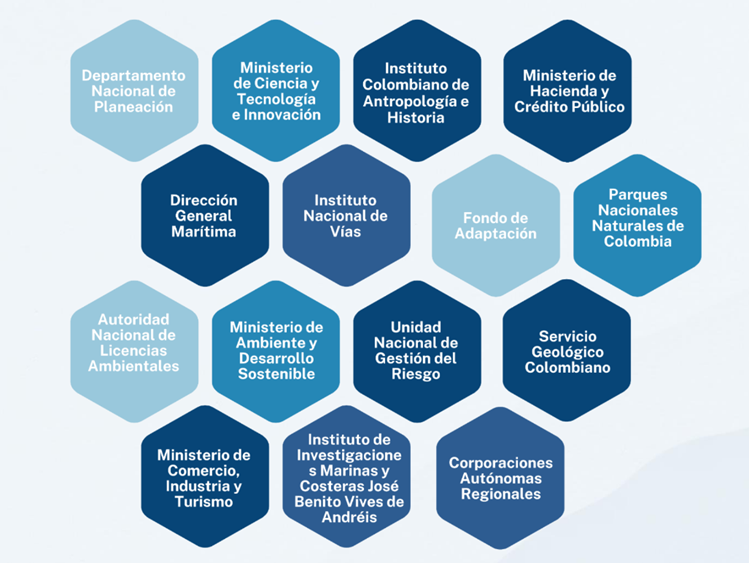 Departamento
Nacional de
Planeación
Ministerio
de Ciencia y
Tecnología
e Innovación
Instituto
Colombiano de
Antropología e
Historia
Ministerio de
Hacienda y
Crédito Público
Dirección
General
Marítima
Instituto
Nacional de
Vías
Fondo de
Adaptación
Parques
Nacionales
Naturales de
Colombia
Autoridad
Nacional de
Licencias
Ambientales
Ministerio de
Ambiente y
Desarrollo
Sostenible
Unidad
Nacional de
Gestión del
Riesgo
Servicio
Geológico
Colombiano
Ministerio de
Comercio,
Industria y
Turismo
Instituto de
Investigacione
s Marinas y
Costeras José
Benito Vives de
Andréis
Corporaciones
Autónomas
Regionales